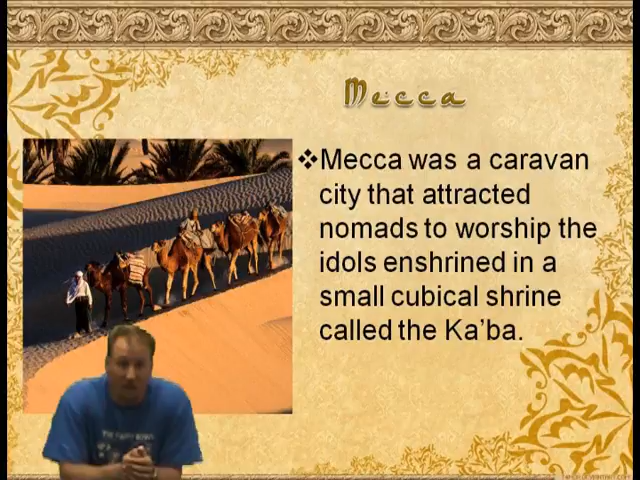 Mecca
❖Mecca was a caravan
city that attracted
nomads to worship the
idols enshrined in a
small cubical shrine
called the Ka’ba.